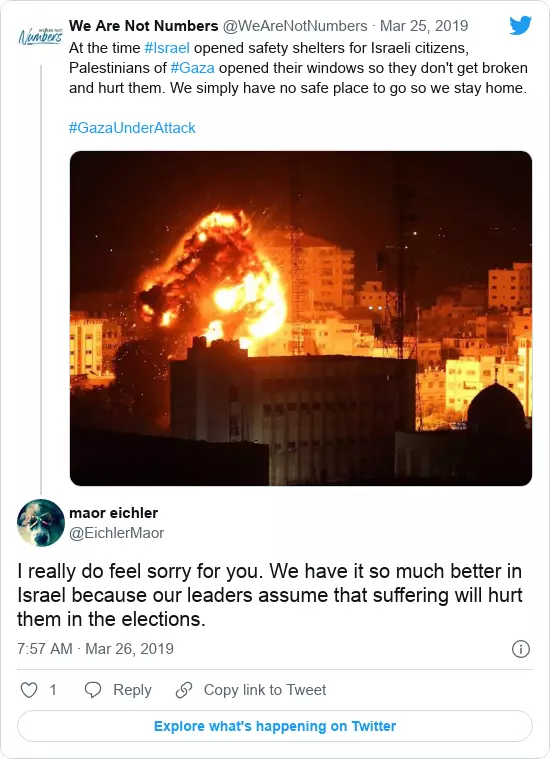 We Are Not Numbers @WeAreNotNumbers · Mar 25, 2019
At the time #Israel opened safety shelters for Israeli citizens,
Palestinians of #Gaza opened their windows so they don't get broken
and hurt them. We simply have no safe place to go so we stay home.
#GazaUnderAttack
maor eichler
@EichlerMaor
I really do feel sorry for you. We have it so much better in
Israel because our leaders assume that suffering will hurt
them in the elections.
7:57 AM · Mar 26, 2019
1 Reply Copy link to Tweet
Explore what's happening on Twitter